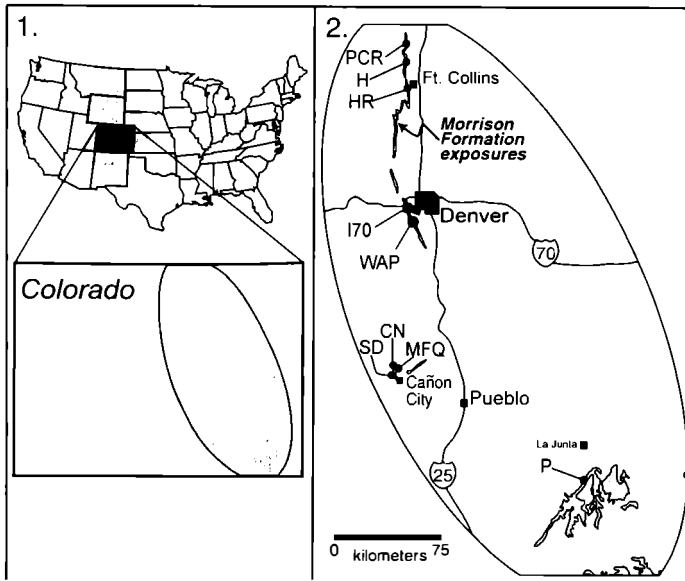 1.
Colorado
2.
PCR
H
Ft. Collins
HR
Morrison
Formation
exposures
Denver
I70
70
WAP
CN
SD
MFQ
Cañon
City
Pueblo
La Junta
P
25
0 75
kilometers